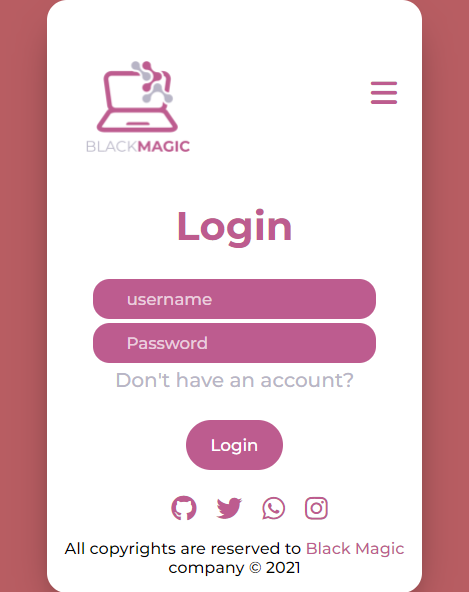 BLACKMAGIC
Login
username
Password
Don't have an account?
Login
All copyrights are reserved to Black Magic
company © 2021